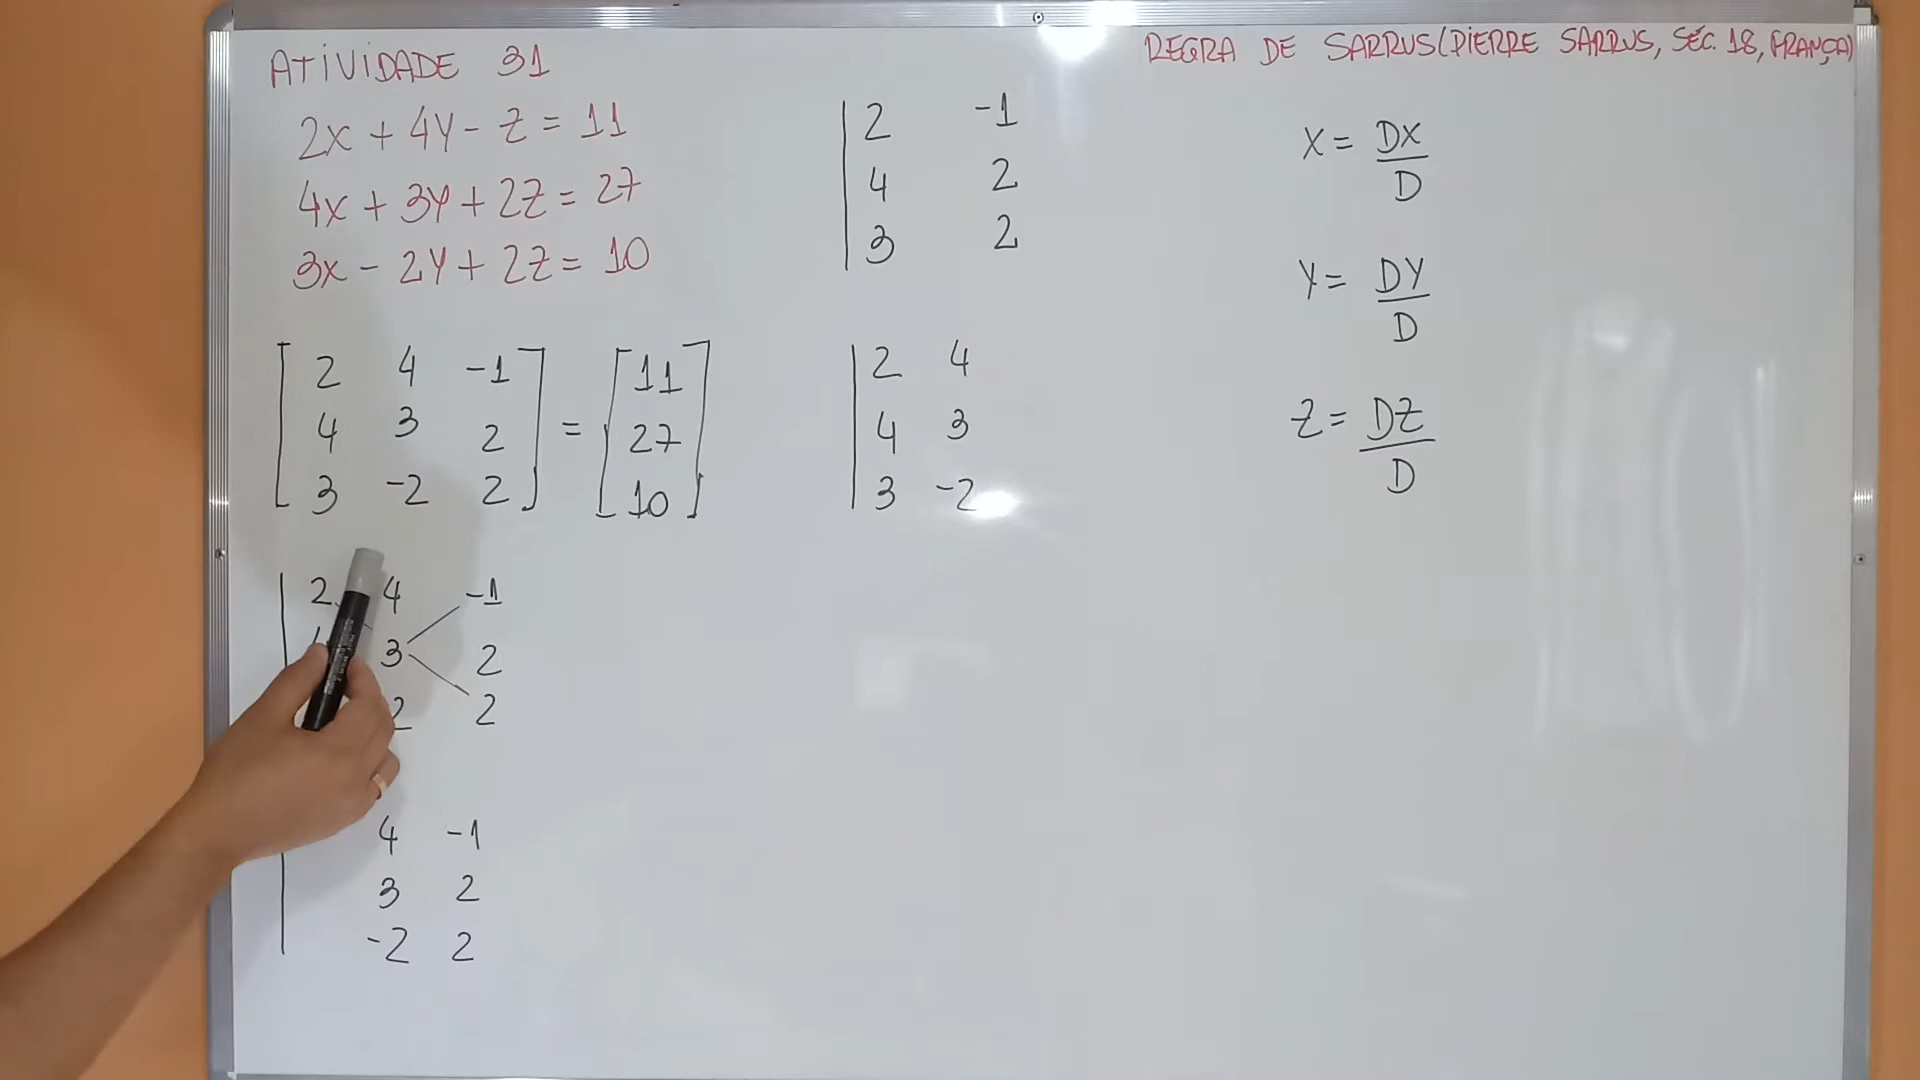 ATIVIDADE 31
2x + 4y - z = 11
4x + 3y + 2z = 27
3x - 2y + 2z = 10
2 4 -1
4 3 2
3 -2 2
=
11
27
10
2 4 -1
3 2
2 2
4 -1
3 2
-2 2
2 -1
4 2
3 2
2 4
4 3
3 -2
REGRA DE SARRUS (PIERRE SARRUS, SÉC. 18, FRANÇA)
X = DX
D
Y = DY
D
Z = DZ
D